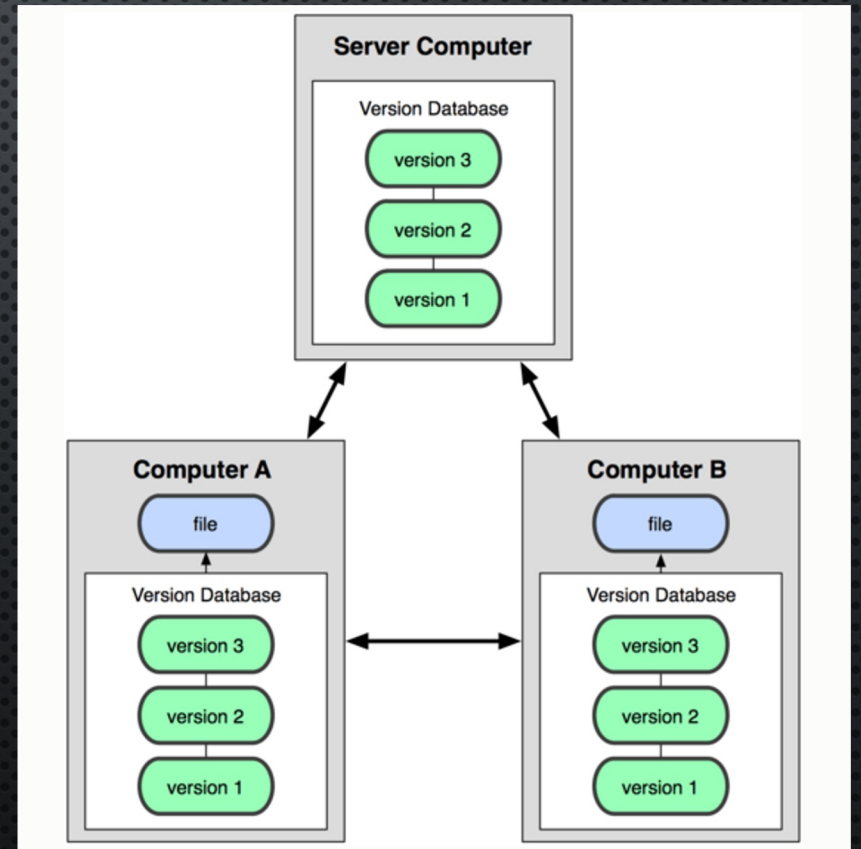 Server Computer
Version Database
version 3
version 2
version 1
Computer A
file
Version Database
version 3
version 2
version 1
Computer B
file
Version Database
version 3
version 2
version 1